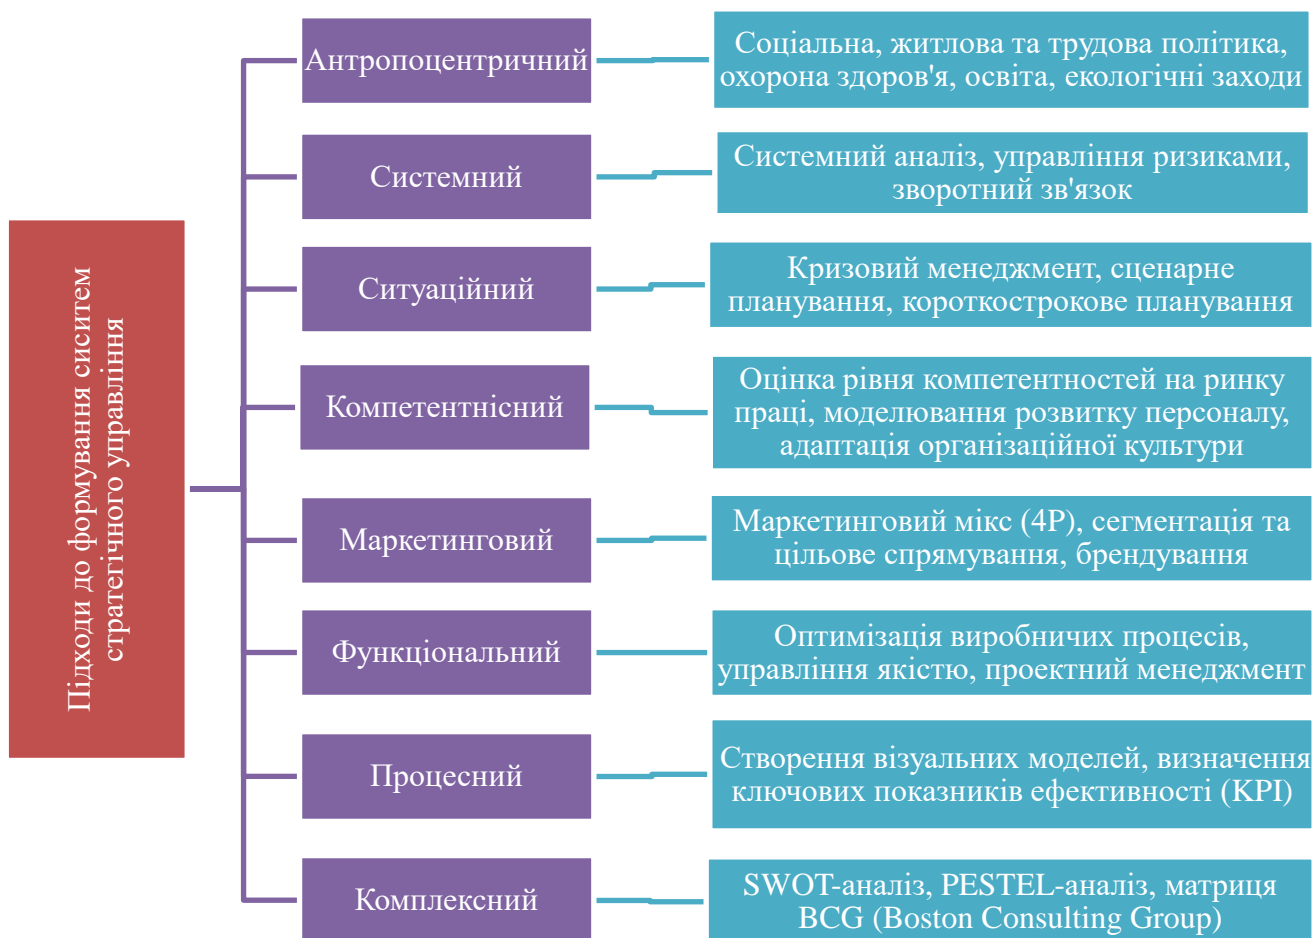 Підходи до формування сиситем
стратегічного управління
Антропоцентричний
Соціальна, житлова та трудова політика,
охорона здоров'я, освіта, екологічні заходи
Системний
Системний аналіз, управління ризиками,
зворотний зв'язок
Ситуаційний
Кризовий менеджмент, сценарне
планування, короткострокове планування
Компетентнісний
Оцінка рівня компетентностей на ринку
праці, моделювання розвитку персоналу,
адаптація організаційної культури
Маркетинговий
Маркетинговий мікс (4P), сегментація та
цільове спрямування, брендування
Функціональний
Оптимізація виробничих процесів,
управління якістю, проектний менеджмент
Процесний
Створення візуальних моделей, визначення
ключових показників ефективності (KPI)
Комплексний
SWOT-аналіз, PESTEL-аналіз, матриця
BCG (Boston Consulting Group)